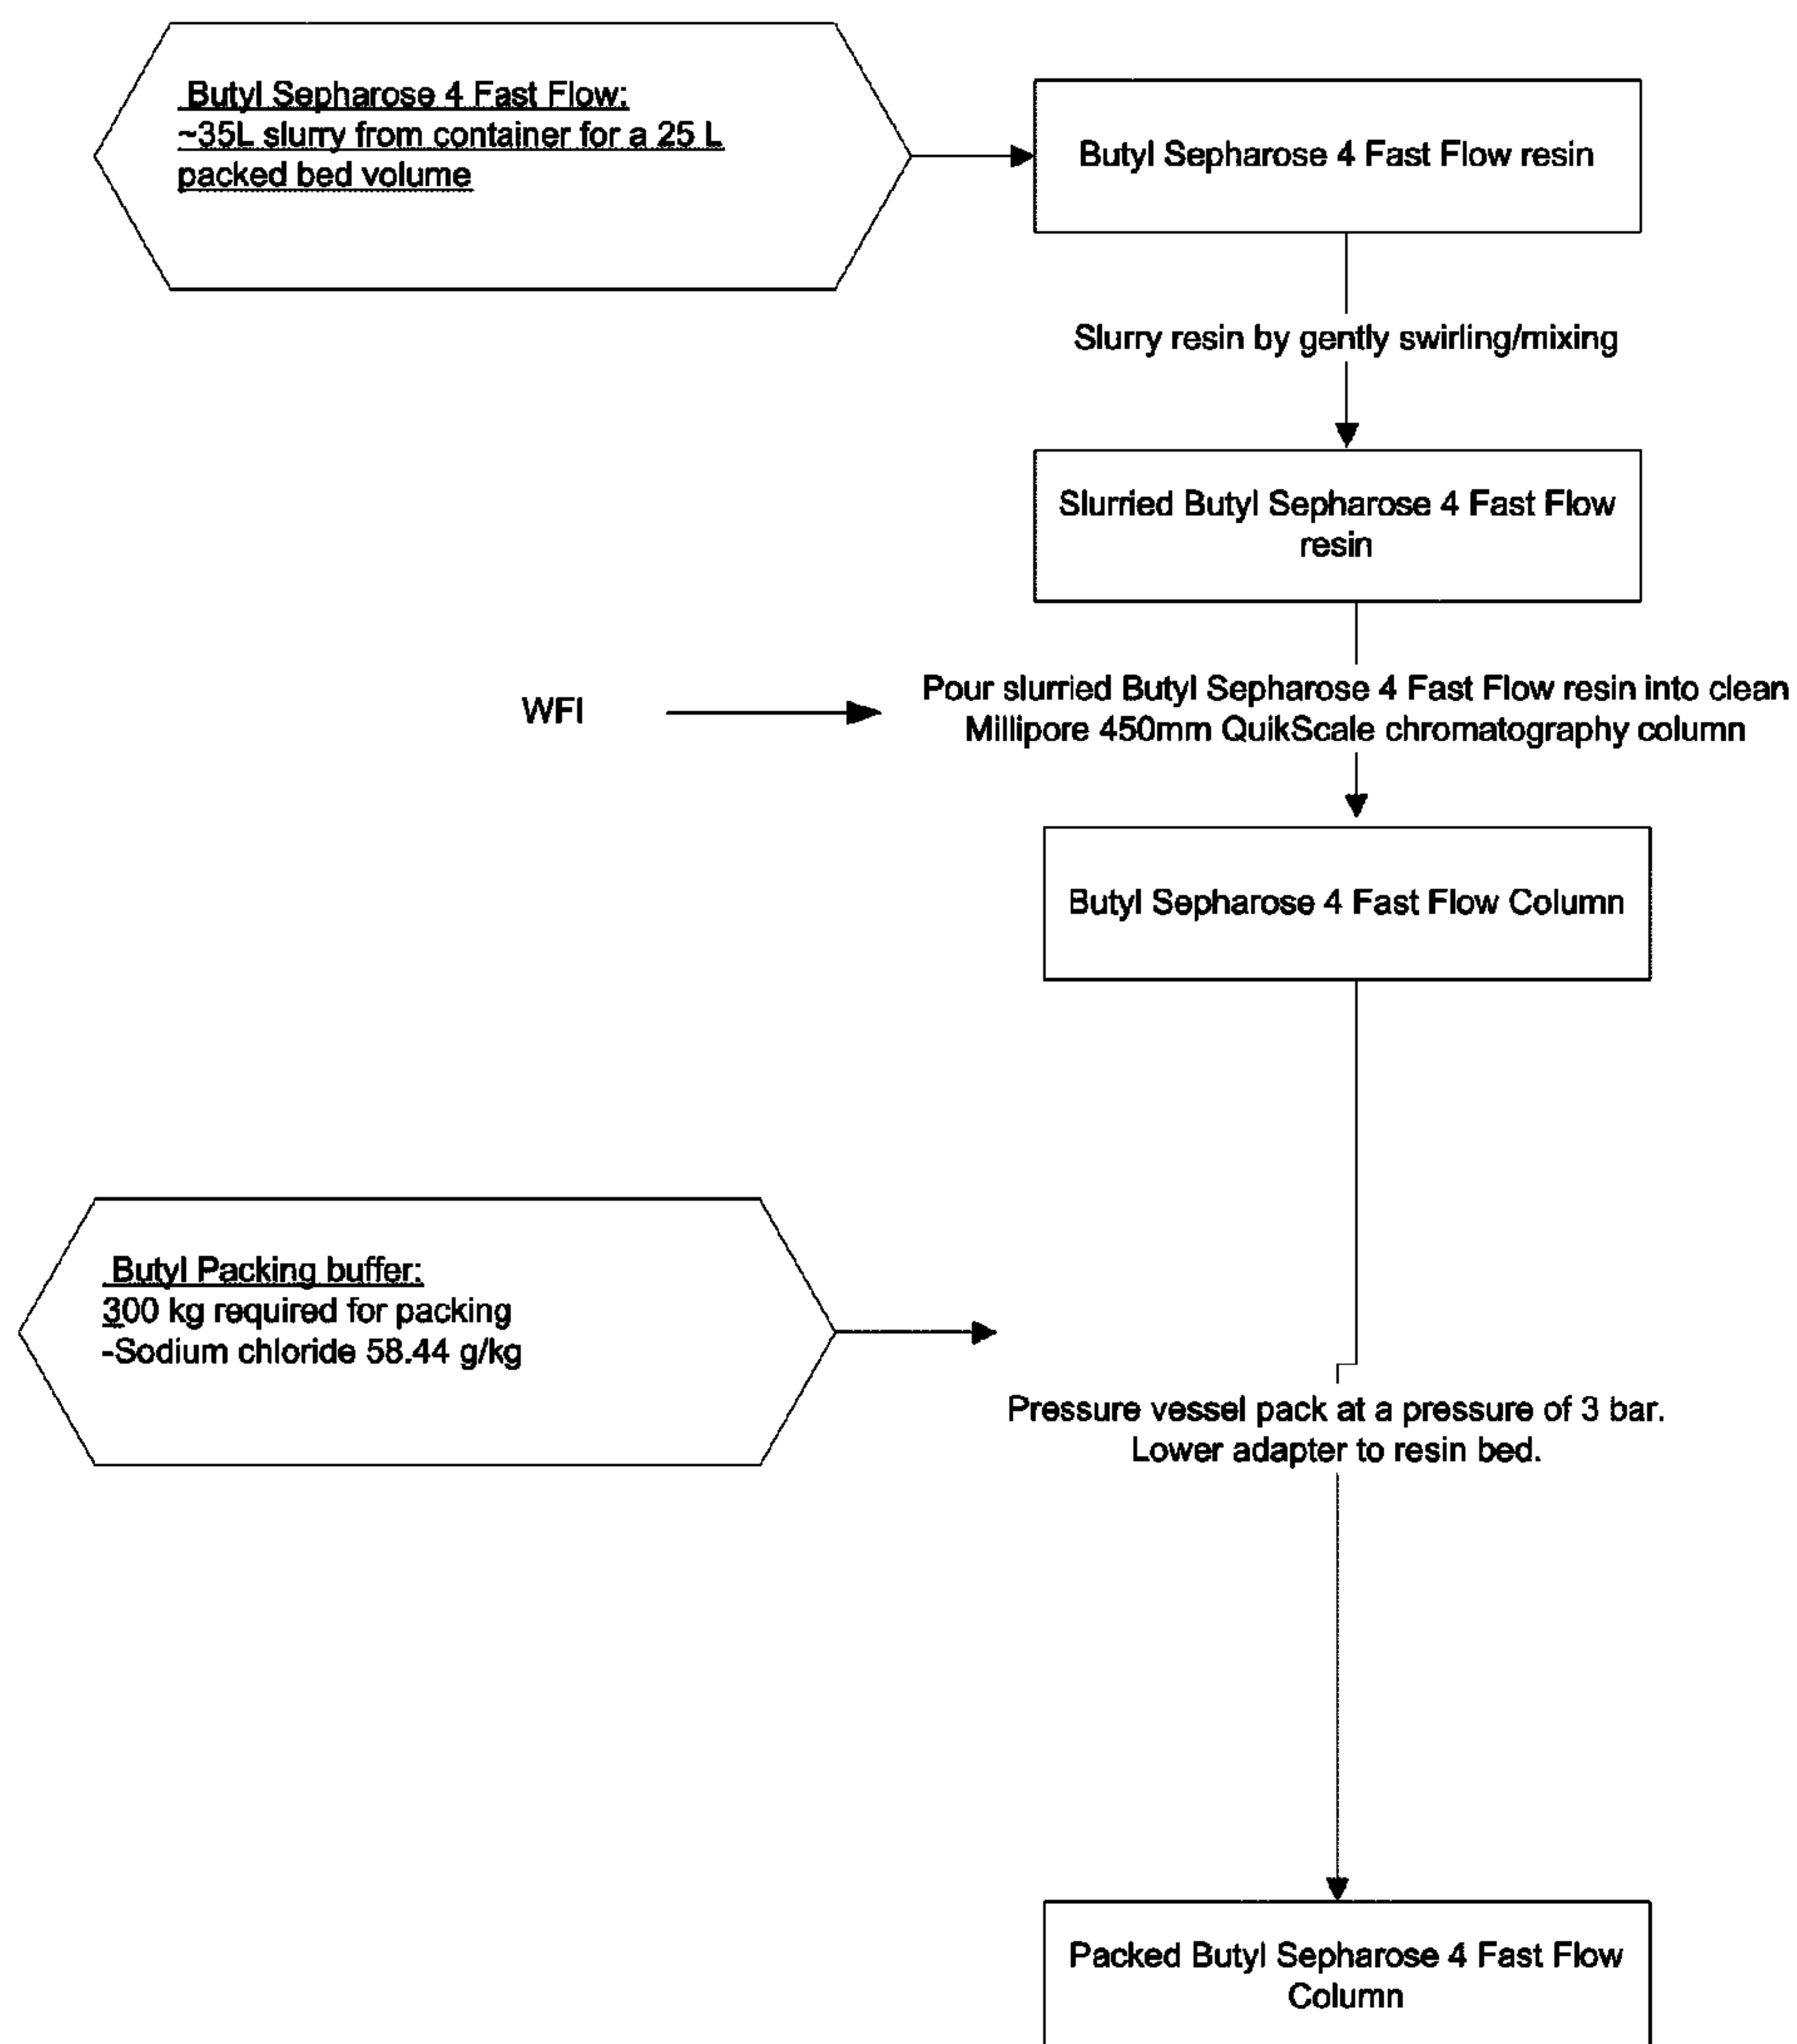 Butyl Sepharose 4 Fast Flow:
~35L slurry from container for a 25 L
packed bed volume
Butyl Sepharose 4 Fast Flow resin
Slurry resin by gently swirling/mixing
Slurried Butyl Sepharose 4 Fast Flow
resin
WFI
Pour slurried Butyl Sepharose 4 Fast Flow resin into clean
Millipore 450mm QuikScale chromatography column
Butyl Sepharose 4 Fast Flow Column
Butyl Packing buffer:
300 kg required for packing
-Sodium chloride 58.44 g/kg
Pressure vessel pack at a pressure of 3 bar.
Lower adapter to resin bed.
Packed Butyl Sepharose 4 Fast Flow
Column